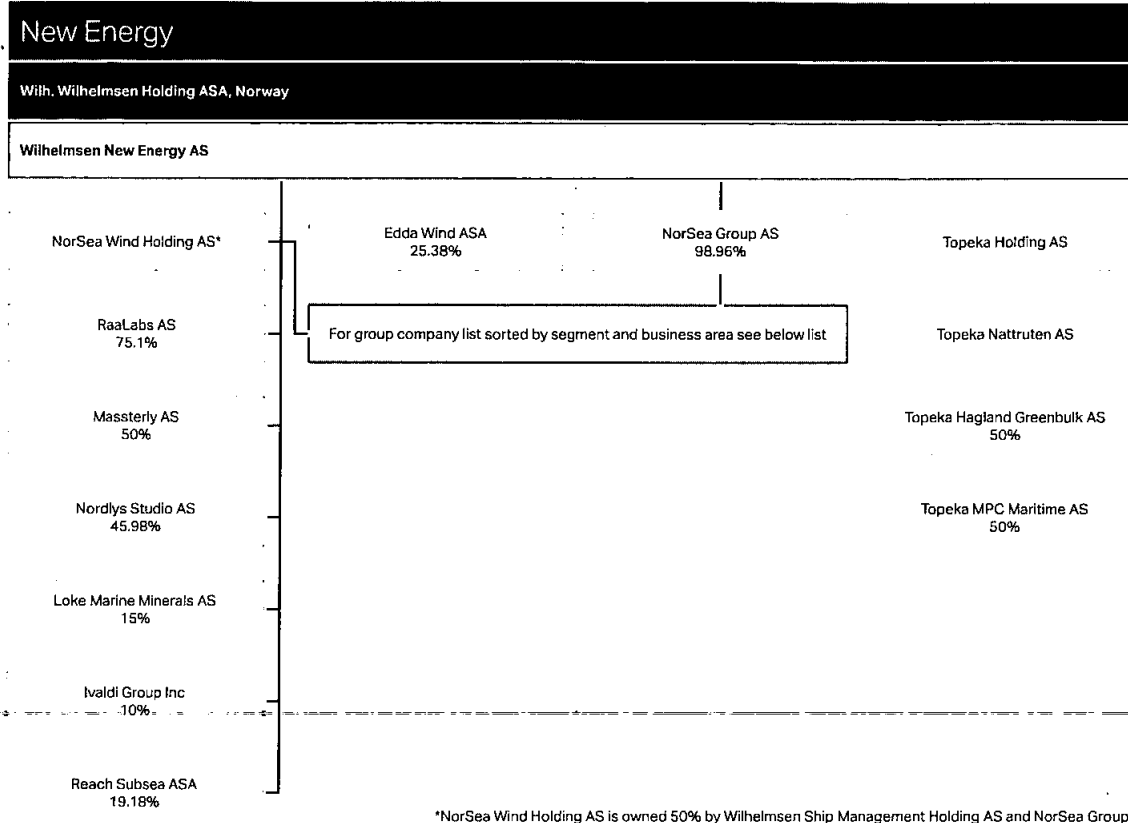 New Energy
Wilh. Wilhelmsen Holding ASA, Norway
Wilhelmsen New Energy AS
NorSea Wind Holding AS*
Edda Wind ASA
25.38%
NorSea Group AS
98.96%
Topeka Holding AS
RaaLabs AS
75.1%
For group company list sorted by segment and business area see below list
Topeka Nattruten AS
Massterly AS
50%
Topeka Hagland Greenbulk AS
50%
Nordlys Studio AS
45.98%
Topeka MPC Maritime AS
50%
Loke Marine Minerals AS
15%
Ivaldi Group Inc
10%
Reach Subsea ASA
19.18%
*NorSea Wind Holding AS is owned 50% by Wilhelmsen Ship Management Holding AS and NorSea Group